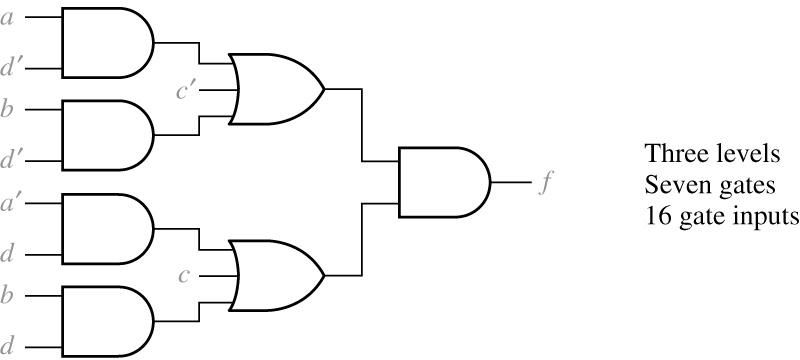 a
d′
c′
b
d′
f
Three levels
Seven gates
16 gate inputs
a′
d
c
b
d